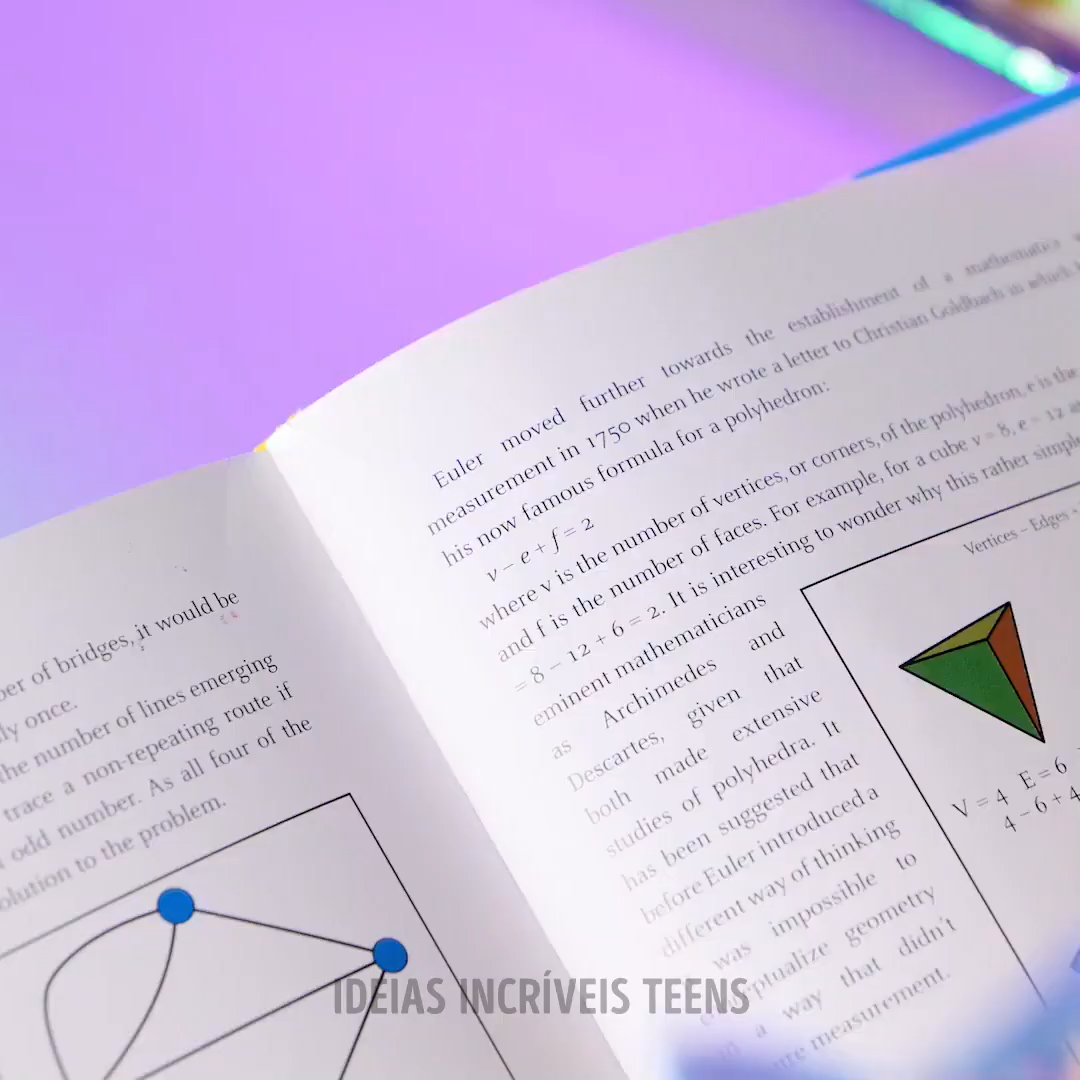 ber of bridges, it would be
ly once.
the number of lines emerging
trace a non-repeating route if
odd number. As all four of the
olution to the problem.
Euler moved further towards the establishment of a mathematics
measurement in 1750 when he wrote a letter to Christian Goldbach in which
his now famous formula for a polyhedron:
v – e + f = 2
where v is the number of vertices, or corners, of the polyhedron, e is the
and f is the number of faces. For example, for a cube v = 8, e = 12
= 8 – 12 + 6 = 2. It is interesting to wonder why this rather simple
eminent mathematicians
as Archimedes and
Descartes, given that
both made extensive
studies of polyhedra. It
has been suggested that
before Euler introduced a
different way of thinking
was impossible to
ceptualize geometry
a way that didn't
ure measurement.
Vertices – Edges
V = 4 E = 6
4 – 6 + 4
IDEIAS INCRÍVEIS TEENS